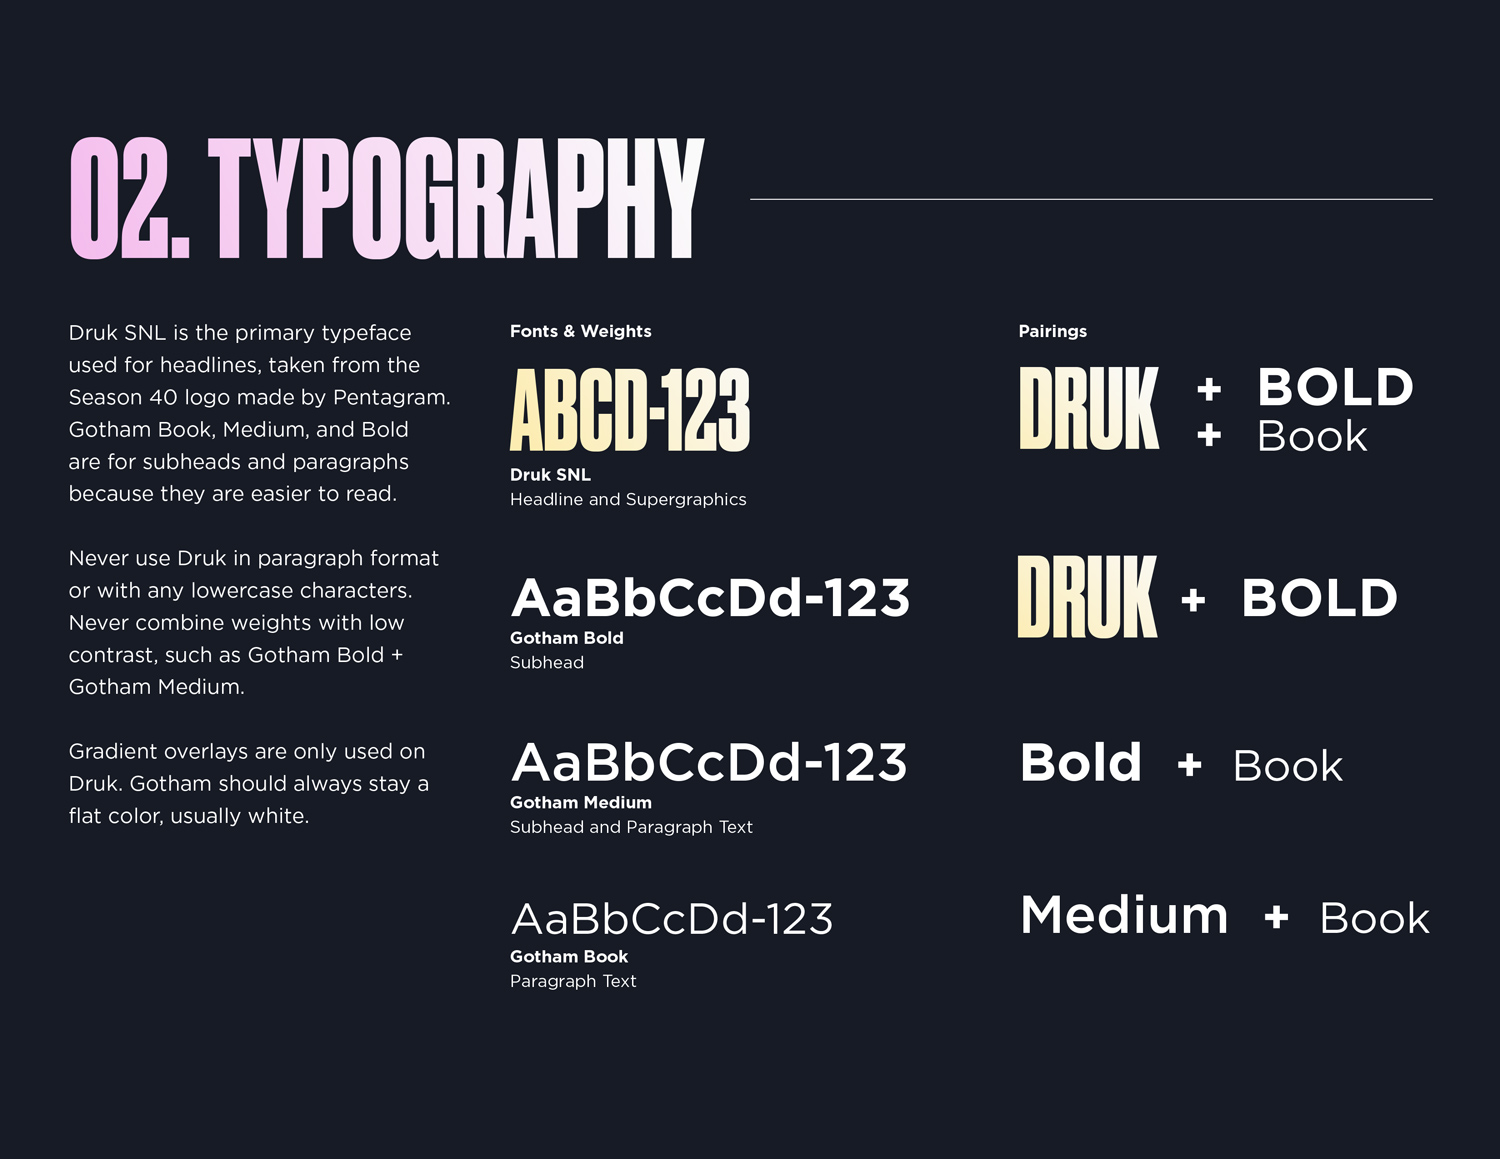 02. TYPOGRAPHY
Druk SNL is the primary typeface
used for headlines, taken from the
Season 40 logo made by Pentagram.
Gotham Book, Medium, and Bold
are for subheads and paragraphs
because they are easier to read.
Never use Druk in paragraph format
or with any lowercase characters.
Never combine weights with low
contrast, such as Gotham Bold +
Gotham Medium.
Gradient overlays are only used on
Druk. Gotham should always stay a
flat color, usually white.
Fonts & Weights
ABCD-123
Druk SNL
Headline and Supergraphics
AaBbCcDd-123
Gotham Bold
Subhead
AaBbCcDd-123
Gotham Medium
Subhead and Paragraph Text
AaBbCcDd-123
Gotham Book
Paragraph Text
Pairings
DRUK + BOLD
+ Book
DRUK + BOLD
Bold + Book
Medium + Book